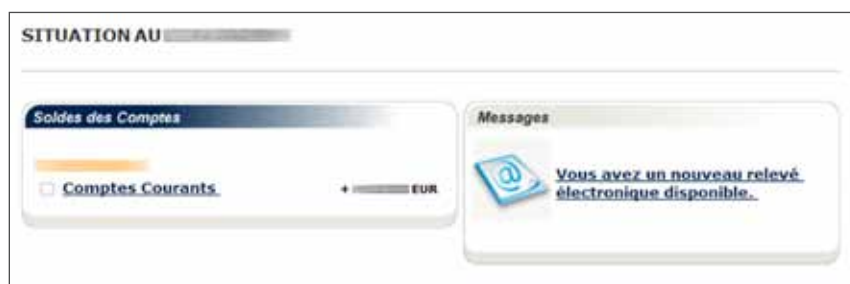 SITUATION AU
Soldes des Comptes
Comptes Courants + EUR
Messages
Vous avez un nouveau relevé
électronique disponible.